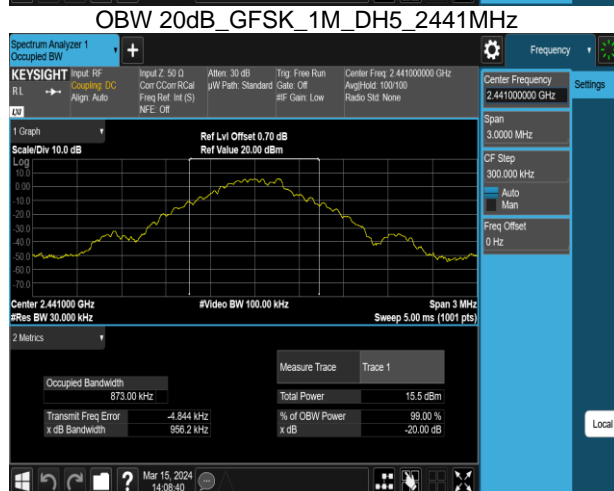 OBW 20dB_GFSK_1M_DH5_2441MHz
Spectrum Analyzer 1
Occupied BW
Frequency
KEYSIGHT
RL
LXI
Input: RF
Coupling: DC
Align: Auto
Input Z: 50 Ω
Corr CCorr RCal
Freq Ref: Int (S)
NFE: Off
Atten: 30 dB
µW Path: Standard
Trig: Free Run
Gate: Off
#IF Gain: Low
Center Freq: 2.441000000 GHz
Avg|Hold: 100/100
Radio Std: None
Center Frequency
2.441000000 GHz
Settings
Span
3.0000 MHz
CF Step
300.000 kHz
Auto
Man
Freq Offset
0 Hz
1 Graph
Scale/Div 10.0 dB
Ref Lvl Offset 0.70 dB
Ref Value 20.00 dBm
Log
10.0
0.00
-10.0
-20.0
-30.0
-40.0
-50.0
-60.0
-70.0
Center 2.441000 GHz
#Res BW 30.000 kHz
#Video BW 100.00 kHz
Span 3 MHz
Sweep 5.00 ms (1001 pts)
2 Metrics
Measure Trace Trace 1
Occupied Bandwidth
873.00 kHz
Total Power 15.5 dBm
Transmit Freq Error -4.844 kHz
% of OBW Power 99.00 %
x dB Bandwidth 956.2 kHz
x dB -20.00 dB
Local
Mar 15, 2024
14:08:40